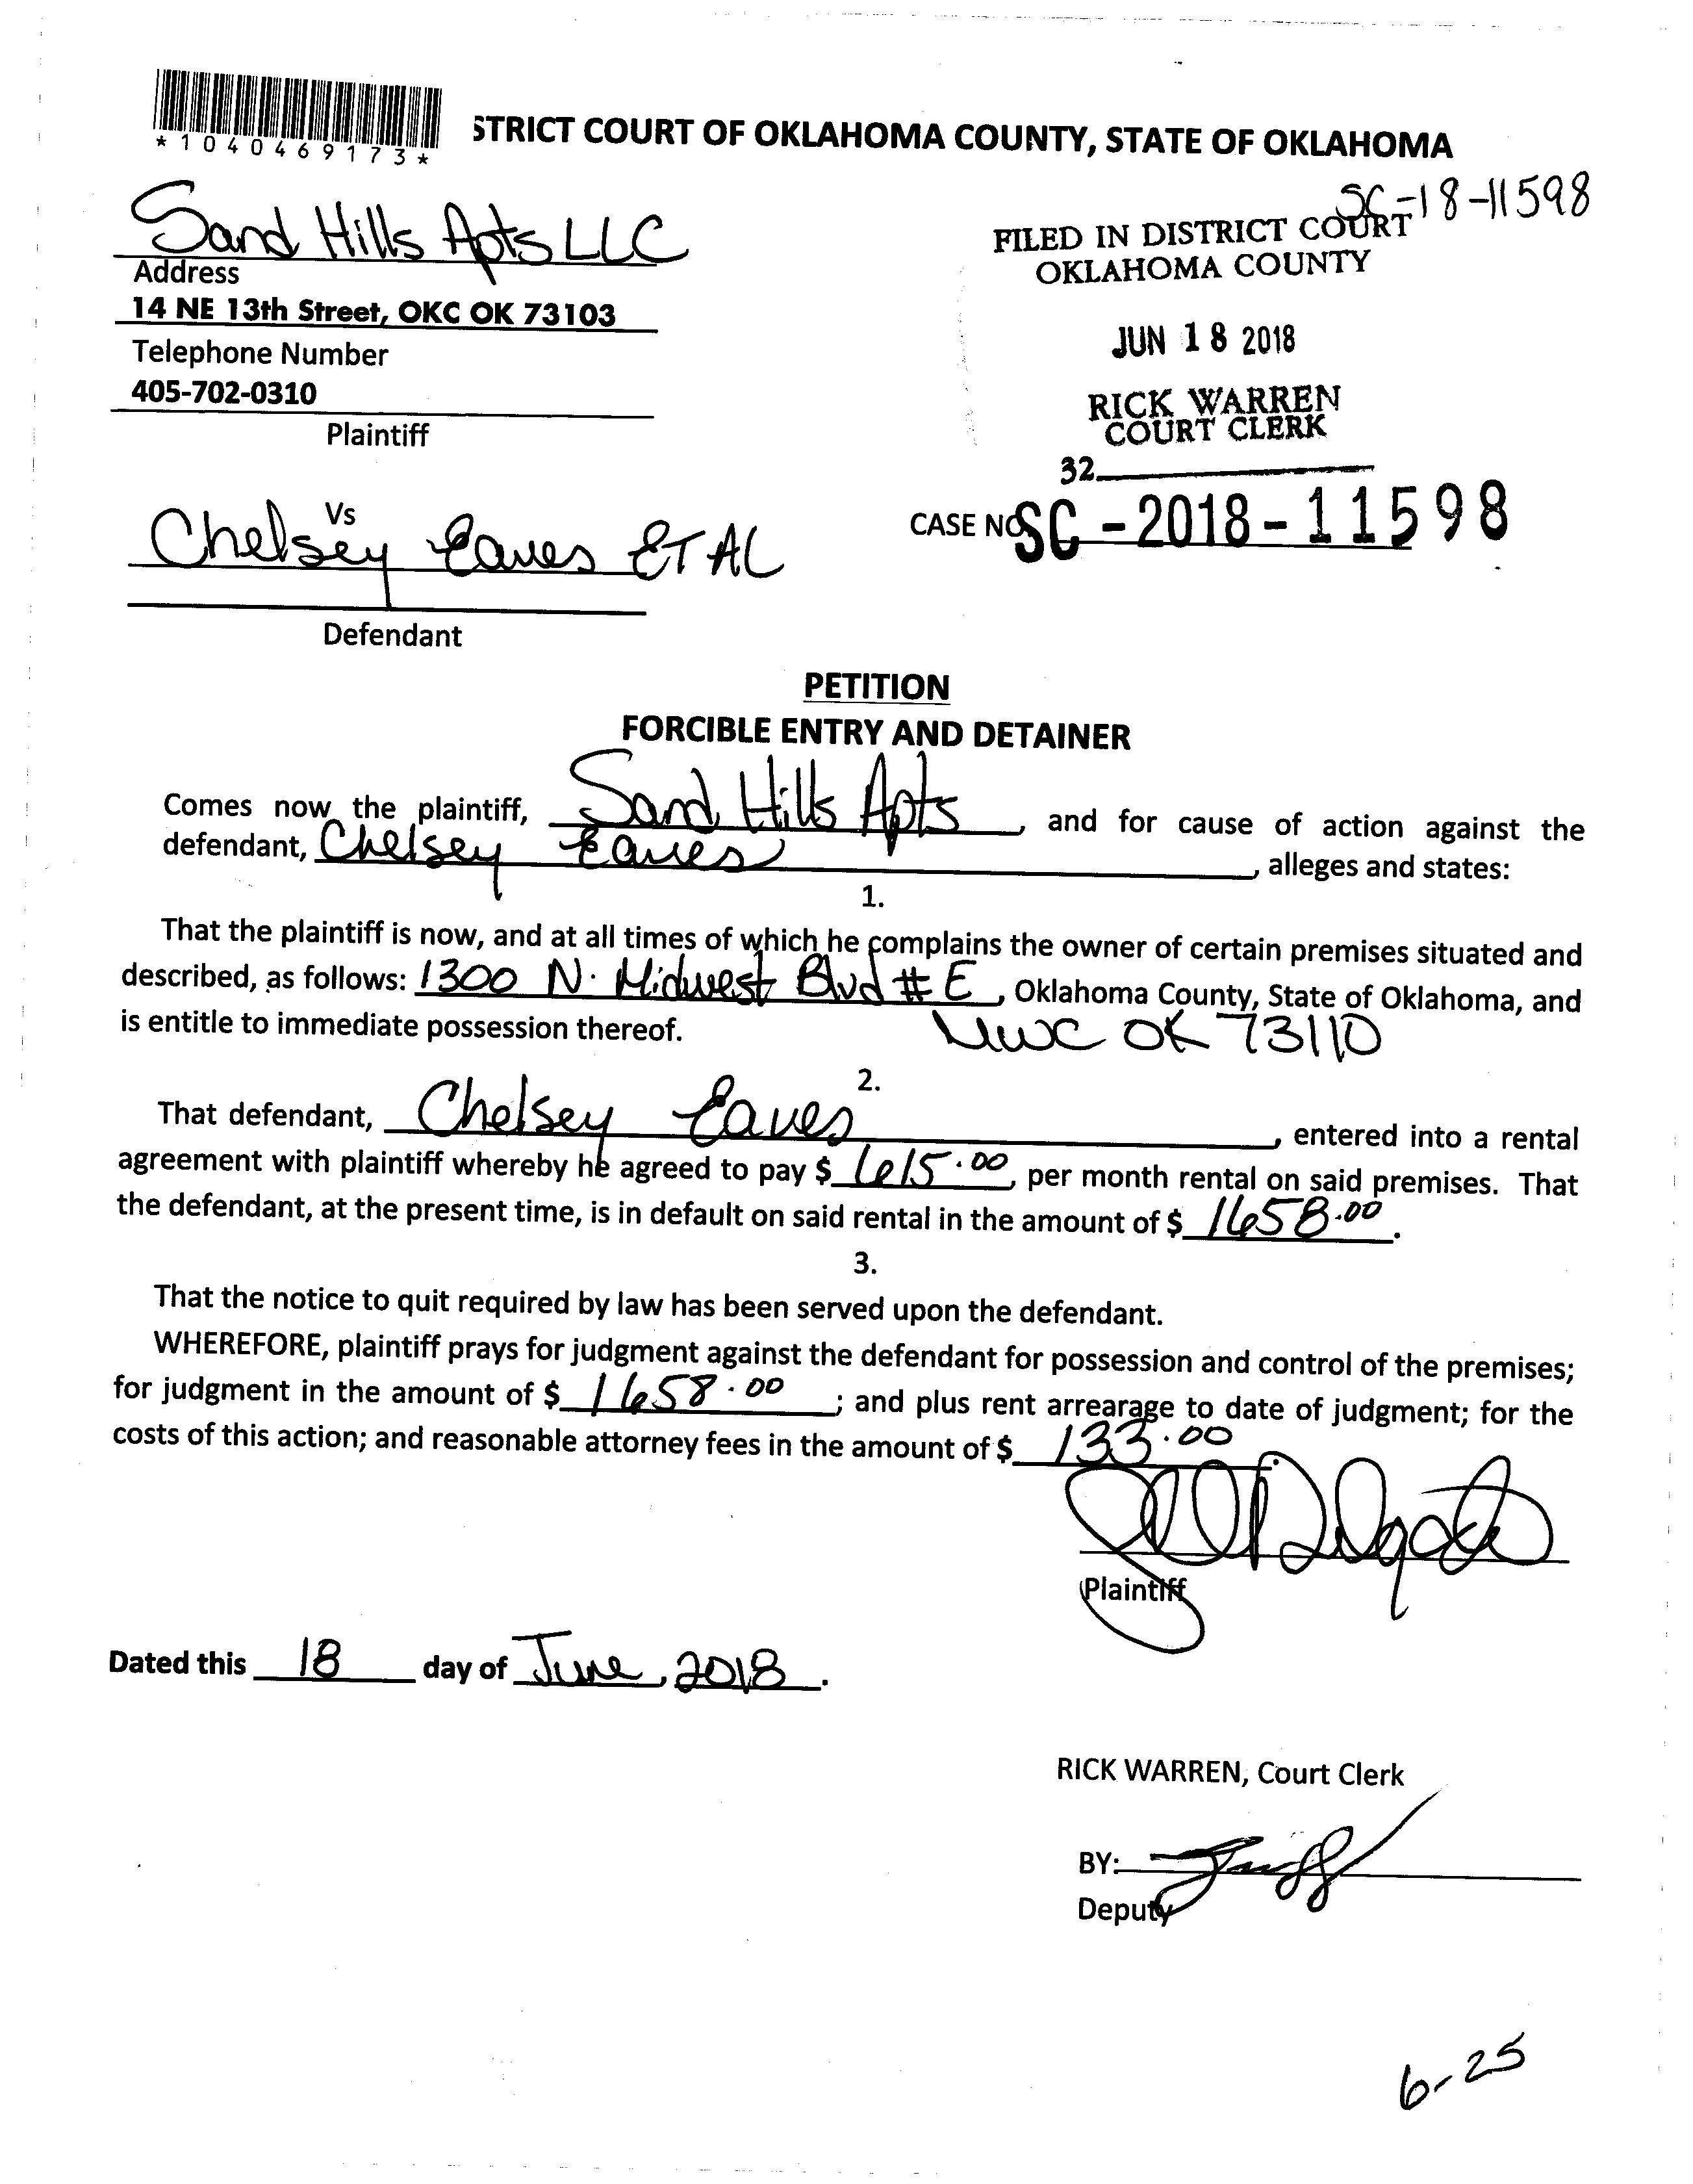 *1040469173*
STRICT COURT OF OKLAHOMA COUNTY, STATE OF OKLAHOMA
SC-18-11598
Sand Hills Apts LLC
Address
14 NE 13th Street, OKC OK 73103
Telephone Number
405-702-0310
Plaintiff
FILED IN DISTRICT COURT
OKLAHOMA COUNTY
JUN 18 2018
RICK WARREN
COURT CLERK
32
CASE NO SC-2018-11598
Vs
Chelsey Eaves ET AL
Defendant
PETITION
FORCIBLE ENTRY AND DETAINER
Comes now the plaintiff, Sand Hills Apts, and for cause of action against the
defendant, Chelsey Eaves, alleges and states:
1.
That the plaintiff is now, and at all times of which he complains the owner of certain premises situated and
described, as follows: 1300 N. Midwest Blvd # E, Oklahoma County, State of Oklahoma, and
is entitle to immediate possession thereof. MWC OK 73110
2.
That defendant, Chelsey Eaves, entered into a rental
agreement with plaintiff whereby he agreed to pay $ 615.00, per month rental on said premises. That
the defendant, at the present time, is in default on said rental in the amount of $ 1658.00.
3.
That the notice to quit required by law has been served upon the defendant.
WHEREFORE, plaintiff prays for judgment against the defendant for possession and control of the premises;
for judgment in the amount of $ 1658.00; and plus rent arrearage to date of judgment; for the
costs of this action; and reasonable attorney fees in the amount of $ 133.00.
Plaintiff
Dated this 18 day of June, 2018.
RICK WARREN, Court Clerk
BY:
Deputy
6-25